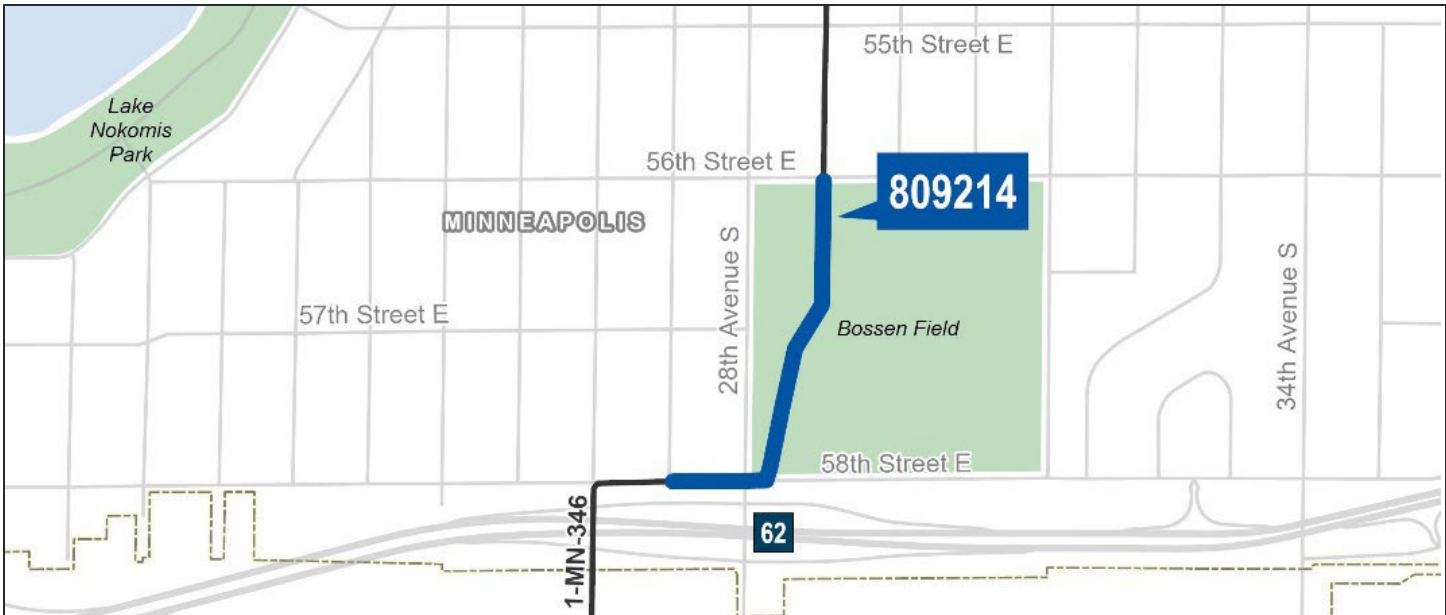 55th Street E
Lake
Nokomis
Park
56th Street E
809214
MINNEAPOLIS
28th Avenue S
57th Street E
Bossen Field
34th Avenue S
58th Street E
1-MN-346
62